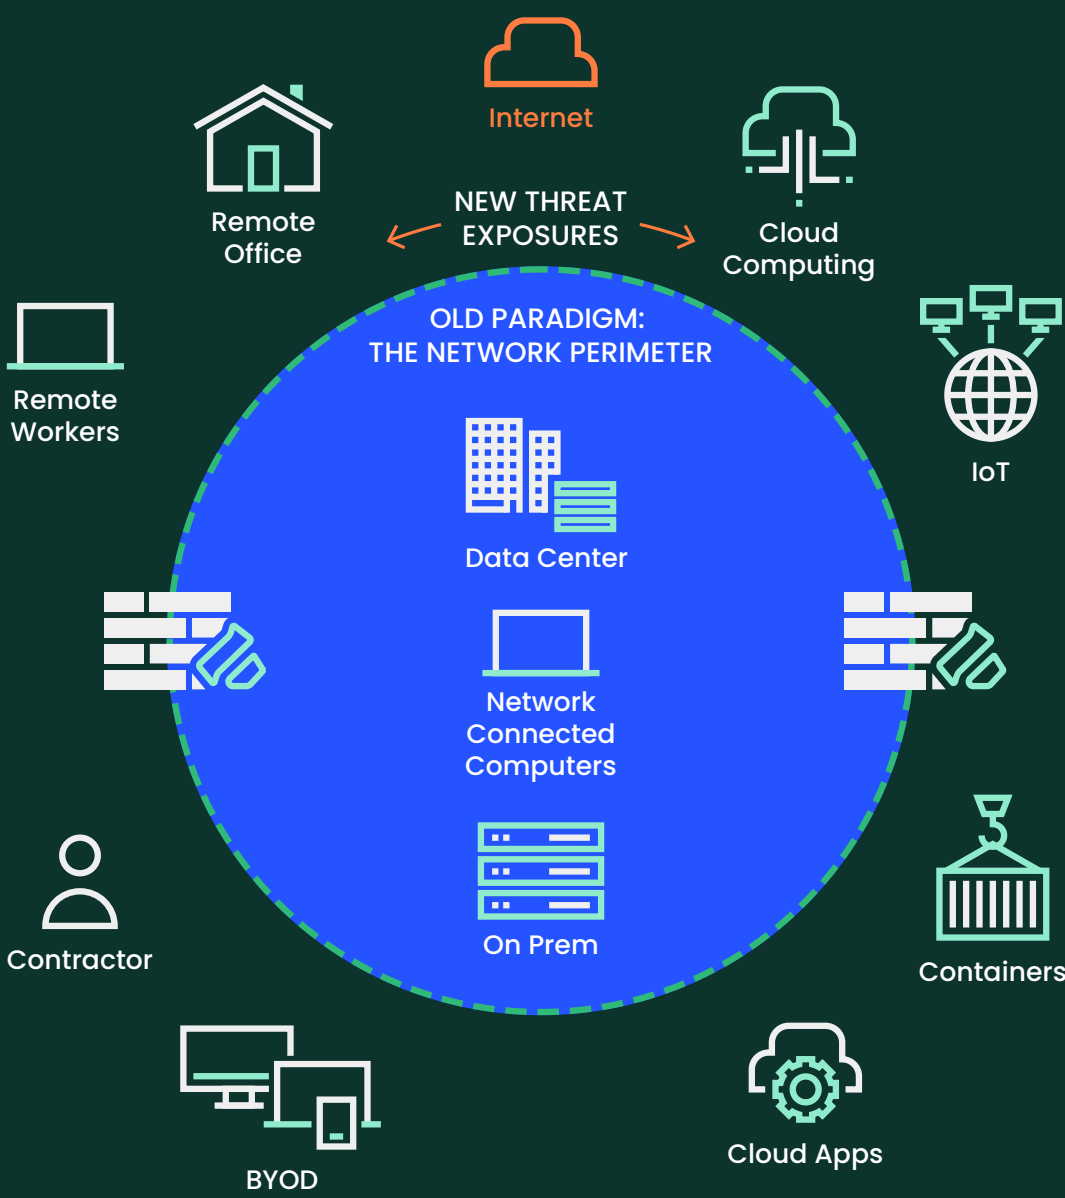 Internet
Remote
Office
NEW THREAT
EXPOSURES
Cloud
Computing
OLD PARADIGM:
THE NETWORK PERIMETER
Remote
Workers
IoT
Data Center
Network
Connected
Computers
On Prem
Contractor
Containers
Cloud Apps
BYOD